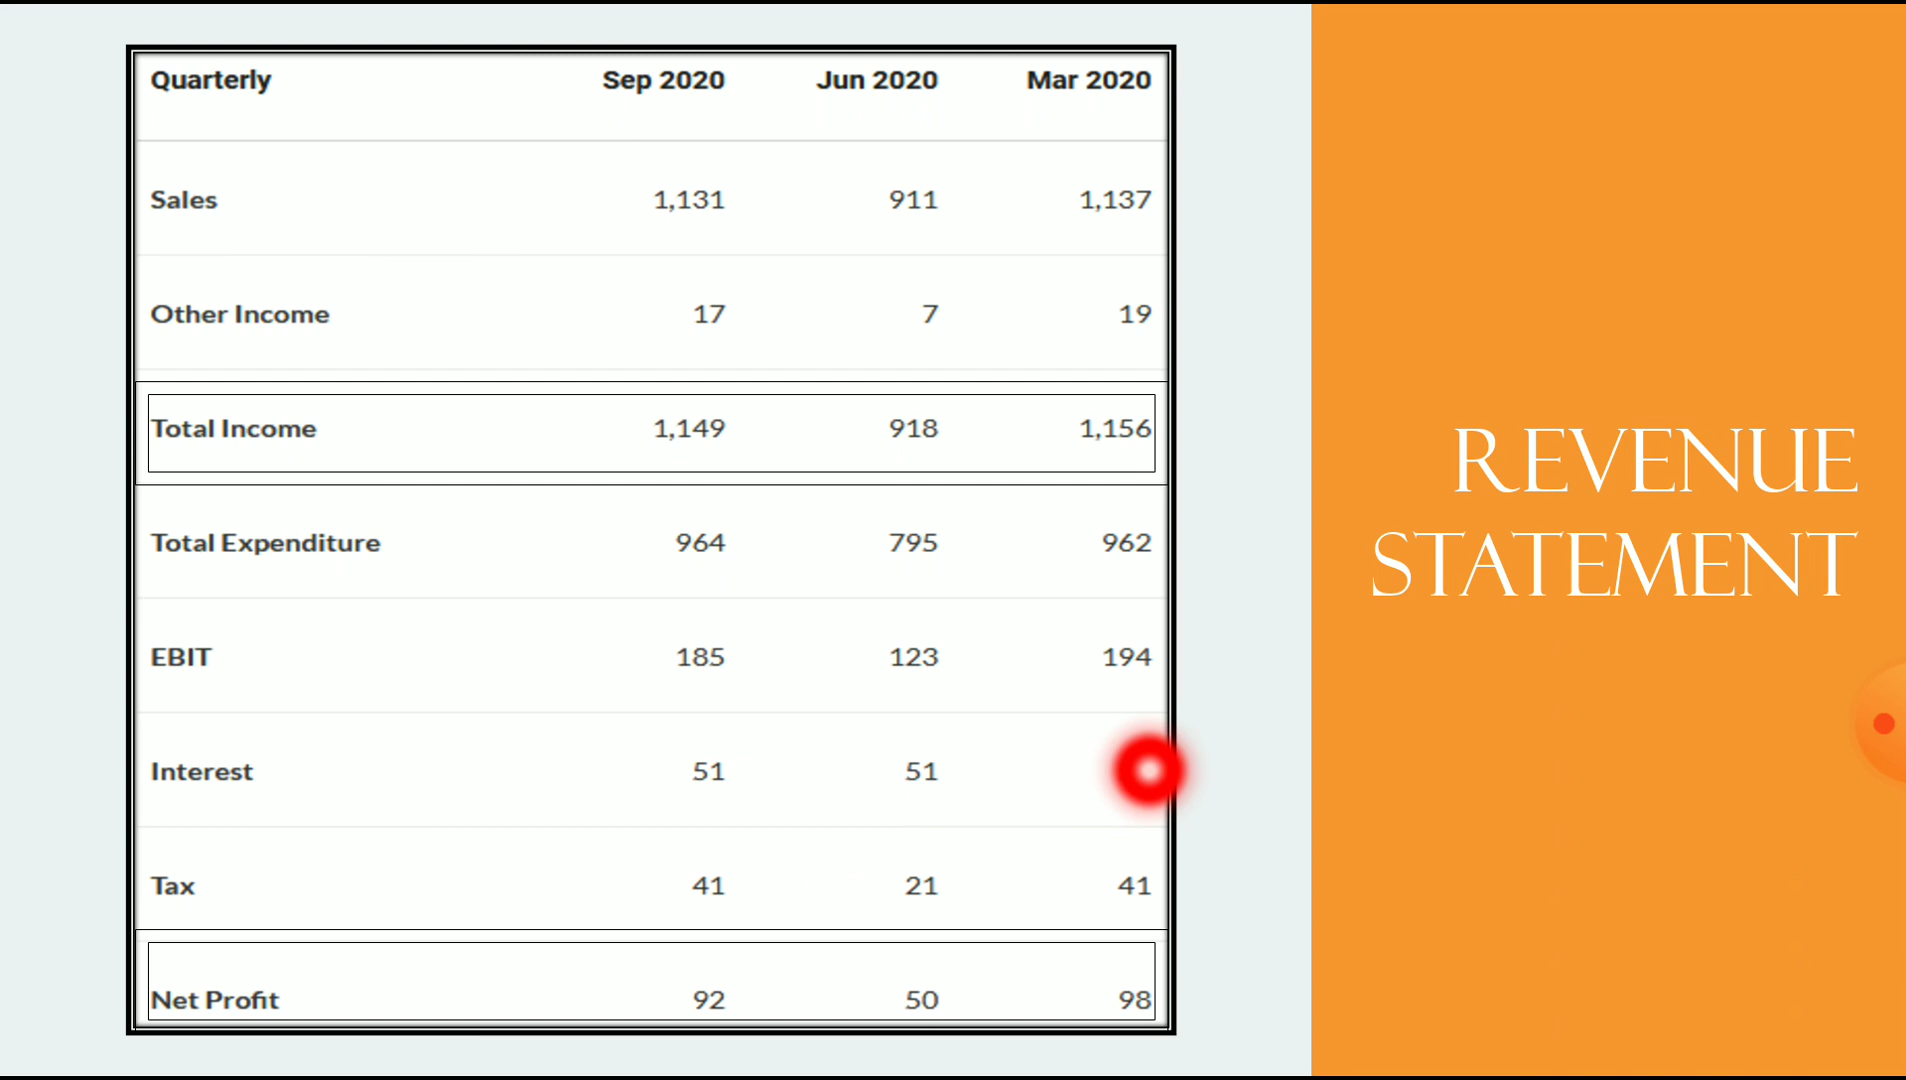 Quarterly Sep 2020 Jun 2020 Mar 2020
Sales 1,131 911 1,137
Other Income 17 7 19
Total Income 1,149 918 1,156
Total Expenditure 964 795 962
EBIT 185 123 194
Interest 51 51
Tax 41 21 41
Net Profit 92 50 98
REVENUE
STATEMENT